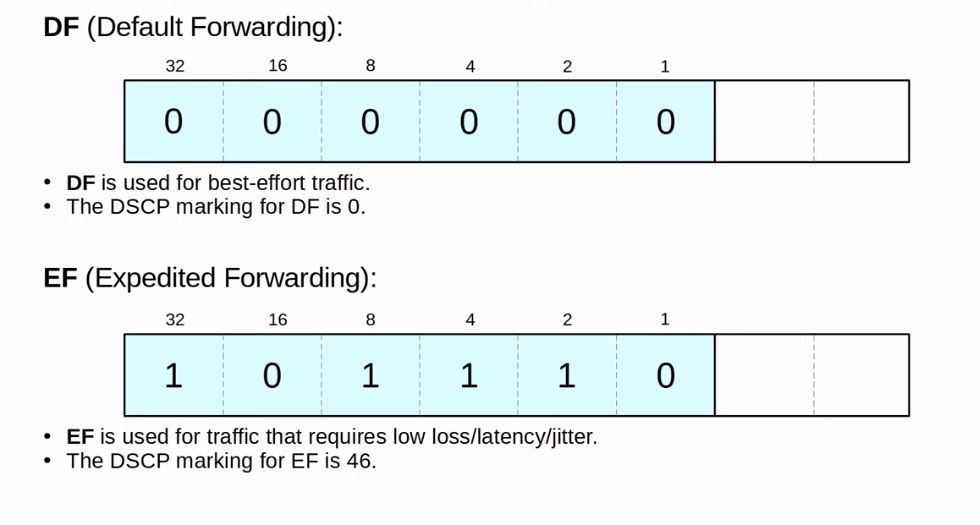 DF (Default Forwarding):
32 16 8 4 2 1
0 0 0 0 0 0
• DF is used for best-effort traffic.
• The DSCP marking for DF is 0.
EF (Expedited Forwarding):
32 16 8 4 2 1
1 0 1 1 1 0
• EF is used for traffic that requires low loss/latency/jitter.
• The DSCP marking for EF is 46.